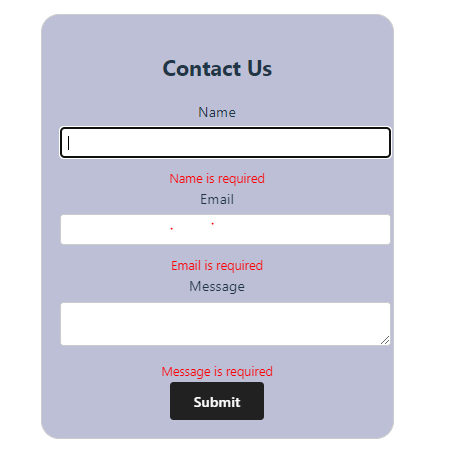 Contact Us
Name
Name is required
Email
Email is required
Message
Message is required
Submit